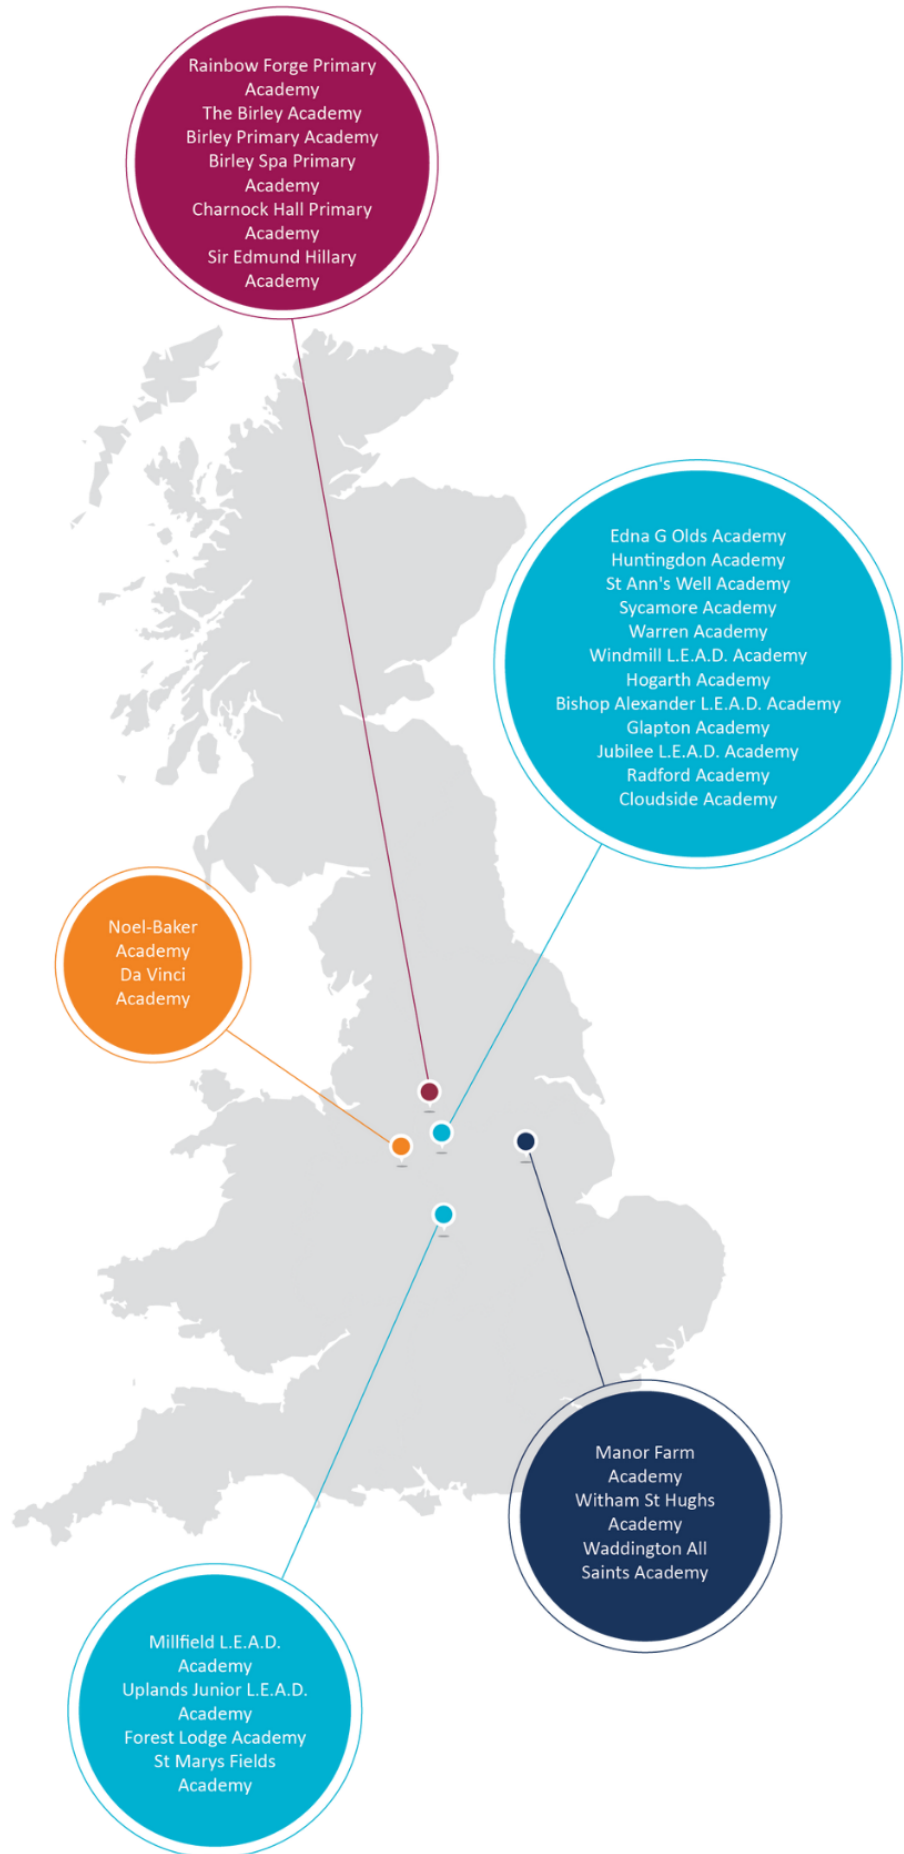 Rainbow Forge Primary
Academy
The Birley Academy
Birley Primary Academy
Birley Spa Primary
Academy
Charnock Hall Primary
Academy
Sir Edmund Hillary
Academy
Edna G Olds Academy
Huntingdon Academy
St Ann's Well Academy
Sycamore Academy
Warren Academy
Windmill L.E.A.D. Academy
Hogarth Academy
Bishop Alexander L.E.A.D. Academy
Glapton Academy
Jubilee L.E.A.D. Academy
Radford Academy
Cloudside Academy
Noel-Baker
Academy
Da Vinci
Academy
Manor Farm
Academy
Witham St Hughs
Academy
Waddington All
Saints Academy
Millfield L.E.A.D.
Academy
Uplands Junior L.E.A.D.
Academy
Forest Lodge Academy
St Marys Fields
Academy